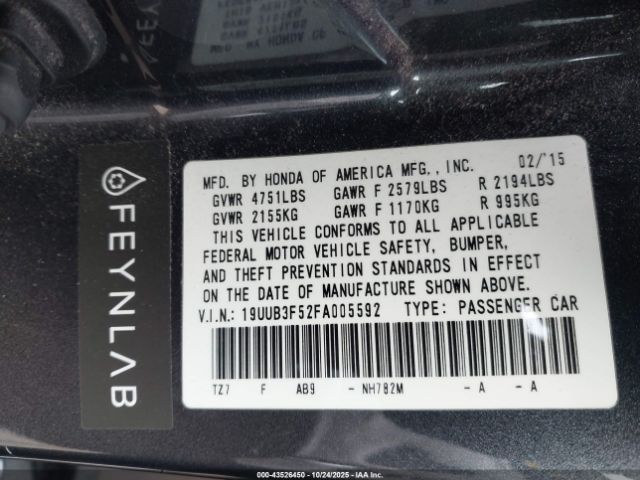 MFD. BY HONDA OF AMERICA MFG., INC. 02/'15
GVWR 4751LBS GAWR F 2579LBS R 2194LBS
GVWR 2155KG GAWR F 1170KG R 995KG
THIS VEHICLE CONFORMS TO ALL APPLICABLE
FEDERAL MOTOR VEHICLE SAFETY, BUMPER,
AND THEFT PREVENTION STANDARDS IN EFFECT
ON THE DATE OF MANUFACTURE SHOWN ABOVE.
V.I.N.: 19UUB3F52FA005592 TYPE: PASSENGER CAR
TZ7 F AB9 - NH782M - A - A
FEYNLAB
© IAA 43526450 10/24/2025 - IAAI.COM